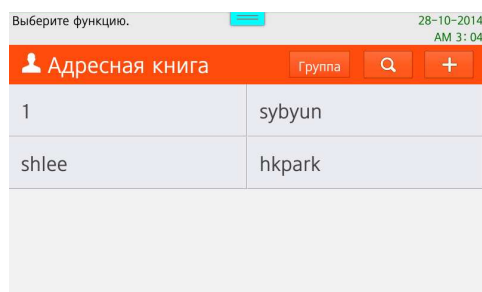 Выберите функцию.
28-10-2014
AM 3:04
Адресная книга
Группа
1
sybyun
shlee
hkpark